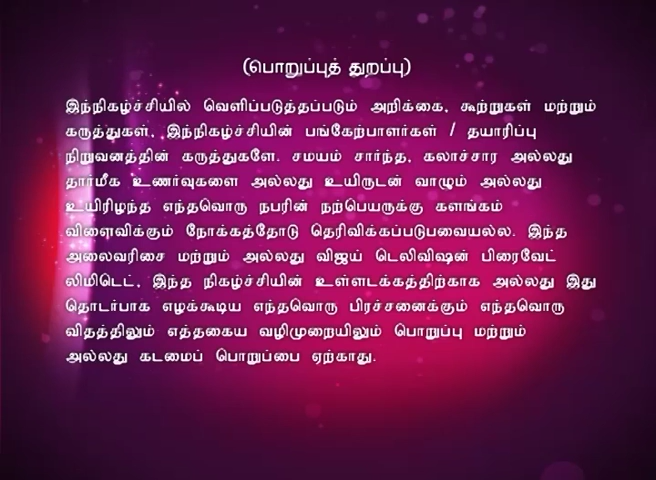 (பொறுப்புத் துறப்பு)
இந்நிகழ்ச்சியில் வெளிப்படுத்தப்படும் அறிக்கை, கூற்றுகள் மற்றும்
கருத்துகள், இந்நிகழ்ச்சியின் பங்கேற்பாளர்கள் / தயாரிப்பு
நிறுவனத்தின் கருத்துகளே. சமயம் சார்ந்த, கலாச்சார அல்லது
தார்மீக உணர்வுகளை அல்லது உயிருடன் வாழும் அல்லது
உயிரிழந்த எந்தவொரு நபரின் நற்பெயருக்கு களங்கம்
விளைவிக்கும் நோக்கத்தோடு தெரிவிக்கப்படுபவையல்ல. இந்த
அலைவரிசை மற்றும் அல்லது விஜய் டெலிவிஷன் பிரைவேட்
லிமிடெட், இந்த நிகழ்ச்சியின் உள்ளடக்கத்திற்காக அல்லது இது
தொடர்பாக எழக்கூடிய எந்தவொரு பிரச்சனைக்கும் எந்தவொரு
விதத்திலும் எத்தகைய வழிமுறையிலும் பொறுப்பு மற்றும்
அல்லது கடமைப் பொறுப்பை ஏற்காது.